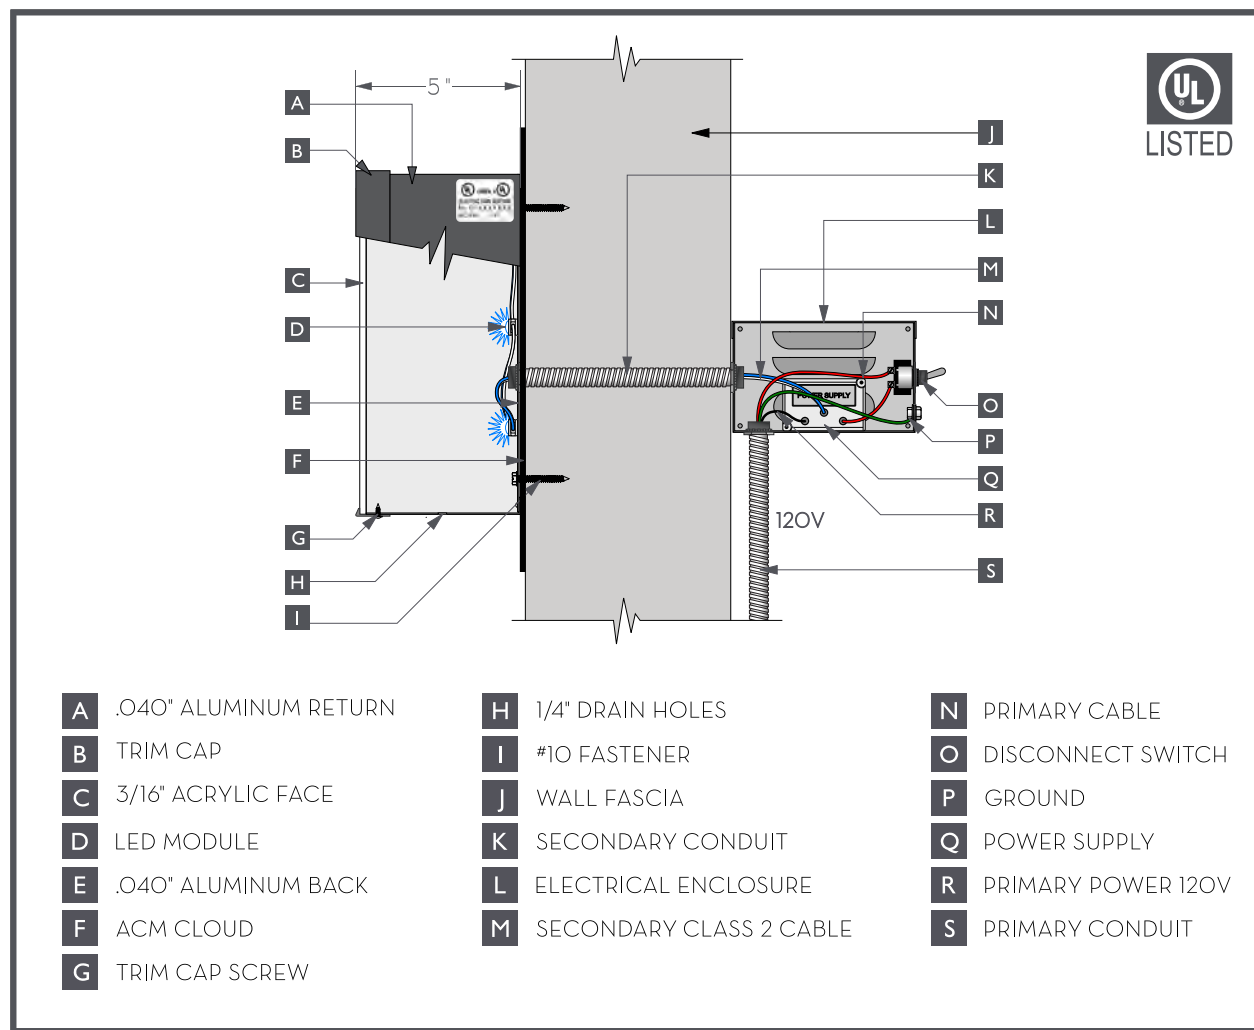 5"
A
B
C
D
E
F
G
H
I
J
K
L
M
N
O
P
Q
R
S
UL
®
LISTED
POWER SUPPLY
120V
A .040" ALUMINUM RETURN
B TRIM CAP
C 3/16" ACRYLIC FACE
D LED MODULE
E .040" ALUMINUM BACK
F ACM CLOUD
G TRIM CAP SCREW
H 1/4" DRAIN HOLES
I #10 FASTENER
J WALL FASCIA
K SECONDARY CONDUIT
L ELECTRICAL ENCLOSURE
M SECONDARY CLASS 2 CABLE
N PRIMARY CABLE
O DISCONNECT SWITCH
P GROUND
Q POWER SUPPLY
R PRIMARY POWER 120V
S PRIMARY CONDUIT